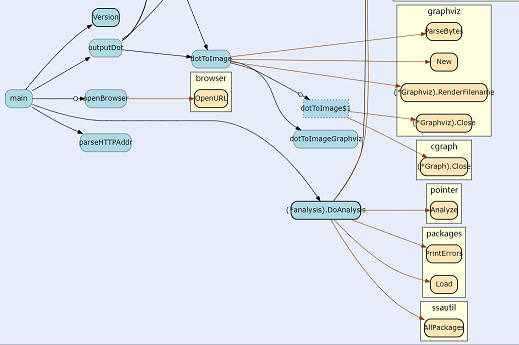 graphviz
Version
ParseBytes
outputDot
dotToImage
New
browser
main
openBrowser
OpenURL
(*Graphviz).RenderFilename
dotToImage$1
(*Graphviz).Close
parseHTTPAddr
dotToImageGraphviz
cgraph
(*Graph).Close
pointer
(*analysis).DoAnalysis
Analyze
packages
PrintErrors
Load
ssautil
AllPackages